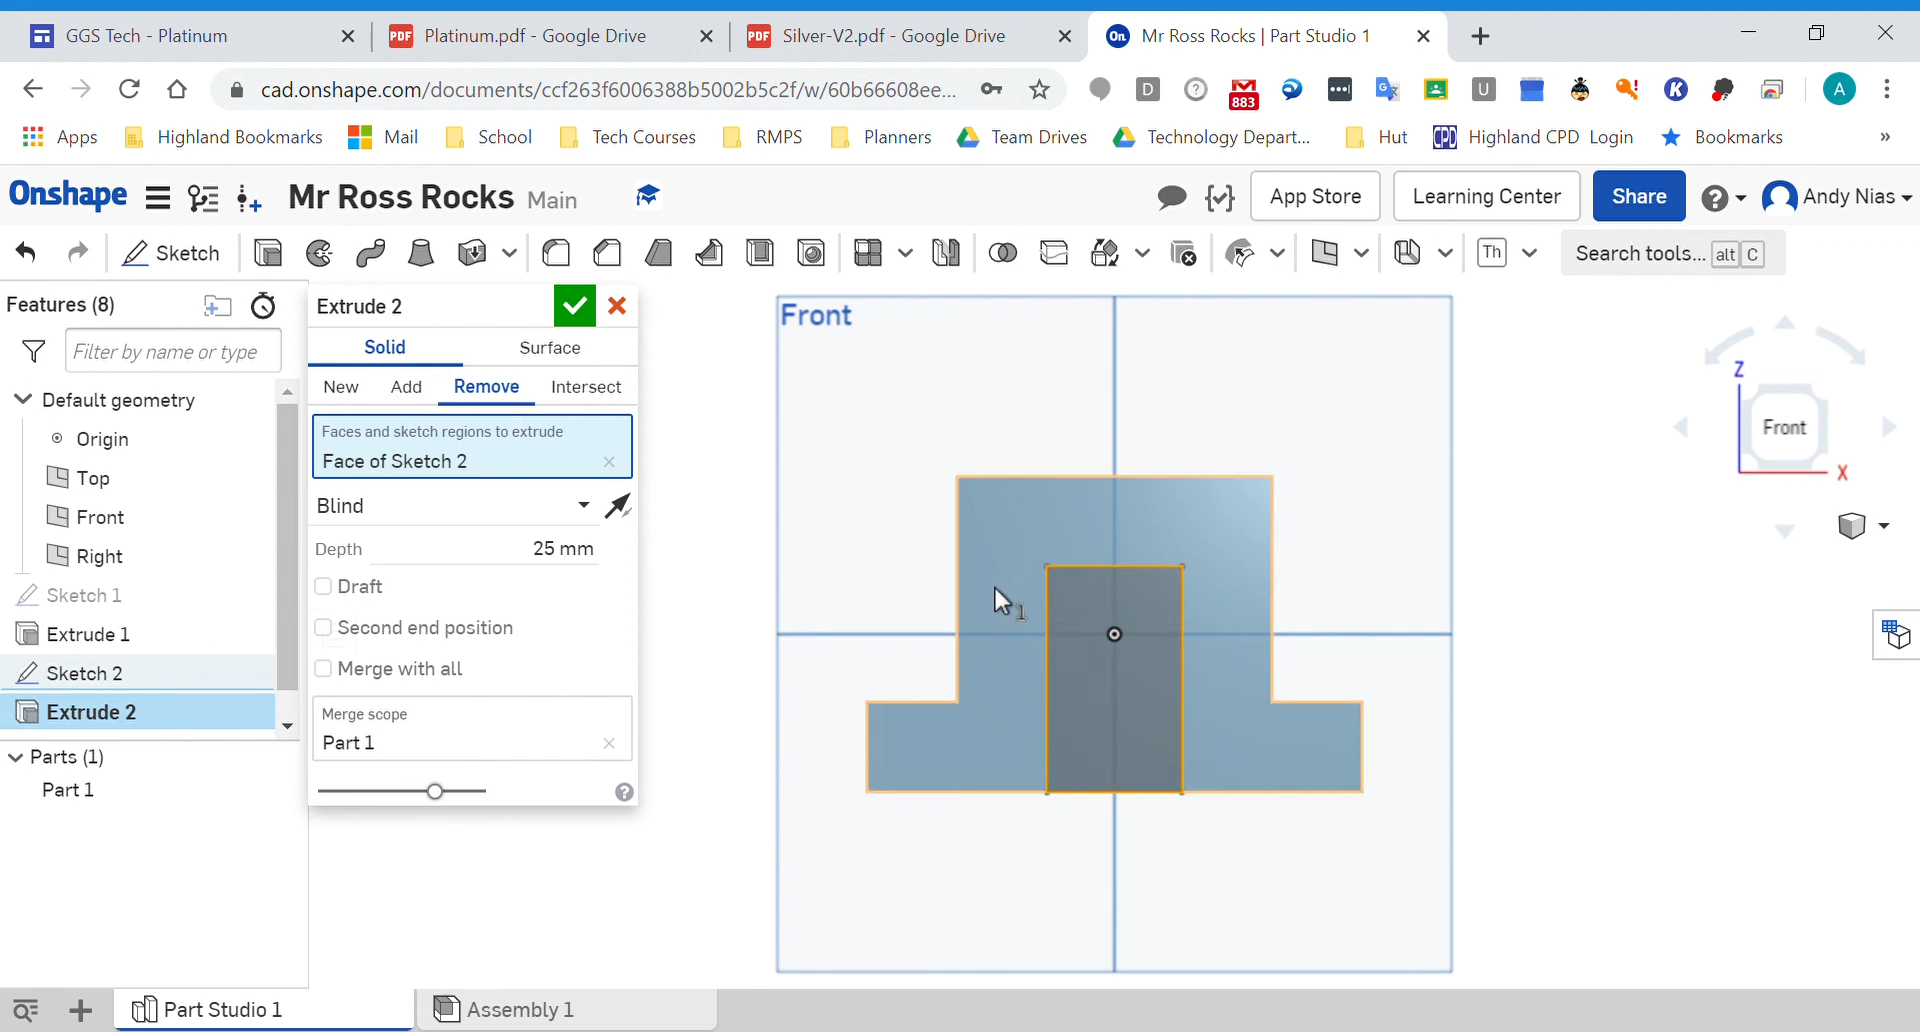 GGS Tech - Platinum
Platinum.pdf - Google Drive
Silver-V2.pdf - Google Drive
On Mr Ross Rocks | Part Studio 1
cad.onshape.com/documents/ccf263f6006388b5002b5c2f/w/60b66608ee...
D
883
U
K
A
Apps
Highland Bookmarks
Mail
School
Tech Courses
RMPS
Planners
Team Drives
Technology Depart...
Hut
CPD Highland CPD Login
Bookmarks
»
Onshape
Mr Ross Rocks Main
App Store
Learning Center
Share
Andy Nias
Sketch
Th
Search tools... alt C
Features (8)
Filter by name or type
Default geometry
Origin
Top
Front
Right
Sketch 1
Extrude 1
Sketch 2
Extrude 2
Parts (1)
Part 1
Extrude 2
Solid
Surface
New
Add
Remove
Intersect
Faces and sketch regions to extrude
Face of Sketch 2
Blind
Depth
25 mm
Draft
Second end position
Merge with all
Merge scope
Part 1
Front
1
Z
Front
X
Part Studio 1
Assembly 1